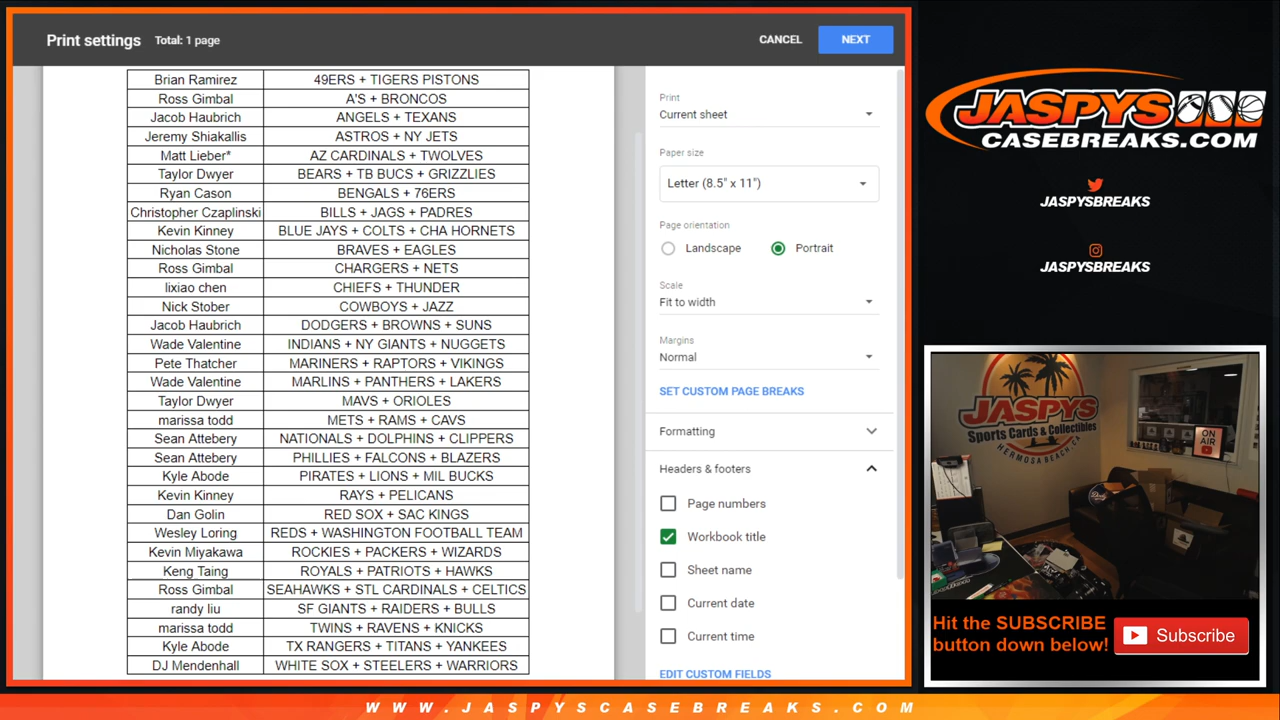 Print settings Total: 1 page CANCEL NEXT
Brian Ramirez 49ERS + TIGERS PISTONS
Ross Gimbal A'S + BRONCOS
Jacob Haubrich ANGELS + TEXANS
Jeremy Shiakallis ASTROS + NY JETS
Matt Lieber* AZ CARDINALS + TWOLVES
Taylor Dwyer BEARS + TB BUCS + GRIZZLIES
Ryan Cason BENGALS + 76ERS
Christopher Czaplinski BILLS + JAGS + PADRES
Kevin Kinney BLUE JAYS + COLTS + CHA HORNETS
Nicholas Stone BRAVES + EAGLES
Ross Gimbal CHARGERS + NETS
lixiao chen CHIEFS + THUNDER
Nick Stober COWBOYS + JAZZ
Jacob Haubrich DODGERS + BROWNS + SUNS
Wade Valentine INDIANS + NY GIANTS + NUGGETS
Pete Thatcher MARINERS + RAPTORS + VIKINGS
Wade Valentine MARLINS + PANTHERS + LAKERS
Taylor Dwyer MAVS + ORIOLES
marissa todd METS + RAMS + CAVS
Sean Attebery NATIONALS + DOLPHINS + CLIPPERS
Sean Attebery PHILLIES + FALCONS + BLAZERS
Kyle Abode PIRATES + LIONS + MIL BUCKS
Kevin Kinney RAYS + PELICANS
Dan Golin RED SOX + SAC KINGS
Wesley Loring REDS + WASHINGTON FOOTBALL TEAM
Kevin Miyakawa ROCKIES + PACKERS + WIZARDS
Keng Taing ROYALS + PATRIOTS + HAWKS
Ross Gimbal SEAHAWKS + STL CARDINALS + CELTICS
randy liu SF GIANTS + RAIDERS + BULLS
marissa todd TWINS + RAVENS + KNICKS
Kyle Abode TX RANGERS + TITANS + YANKEES
DJ Mendenhall WHITE SOX + STEELERS + WARRIORS
Print
Current sheet
Paper size
Letter (8.5" x 11")
Page orientation
Landscape Portrait
Scale
Fit to width
Margins
Normal
SET CUSTOM PAGE BREAKS
Formatting
Headers & footers
Page numbers
Workbook title
Sheet name
Current date
Current time
EDIT CUSTOM FIELDS
JASPYS
CASEBREAKS.COM
JASPYSBREAKS
JASPYSBREAKS
JASPYS
Sports Cards & Collectibles
HERMOSA BEACH, CA
ON
AIR
Hit the SUBSCRIBE
button down below!
Subscribe
WWW.JASPYSCASEBREAKS.COM